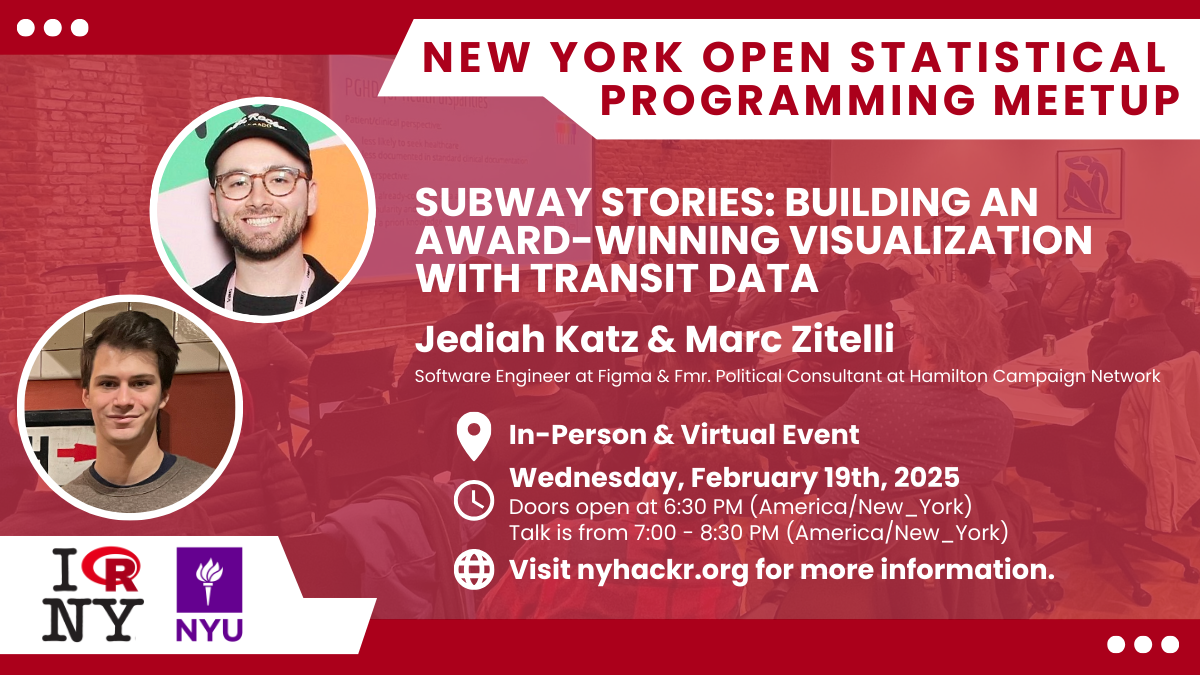 NEW YORK OPEN STATISTICAL
PROGRAMMING MEETUP
SUBWAY STORIES: BUILDING AN
AWARD-WINNING VISUALIZATION
WITH TRANSIT DATA
Jediah Katz & Marc Zitelli
Software Engineer at Figma & Fmr. Political Consultant at Hamilton Campaign Network
In-Person & Virtual Event
Wednesday, February 19th, 2025
Doors open at 6:30 PM (America/New_York)
Talk is from 7:00 - 8:30 PM (America/New_York)
Visit nyhackr.org for more information.
I R
NY
NYU